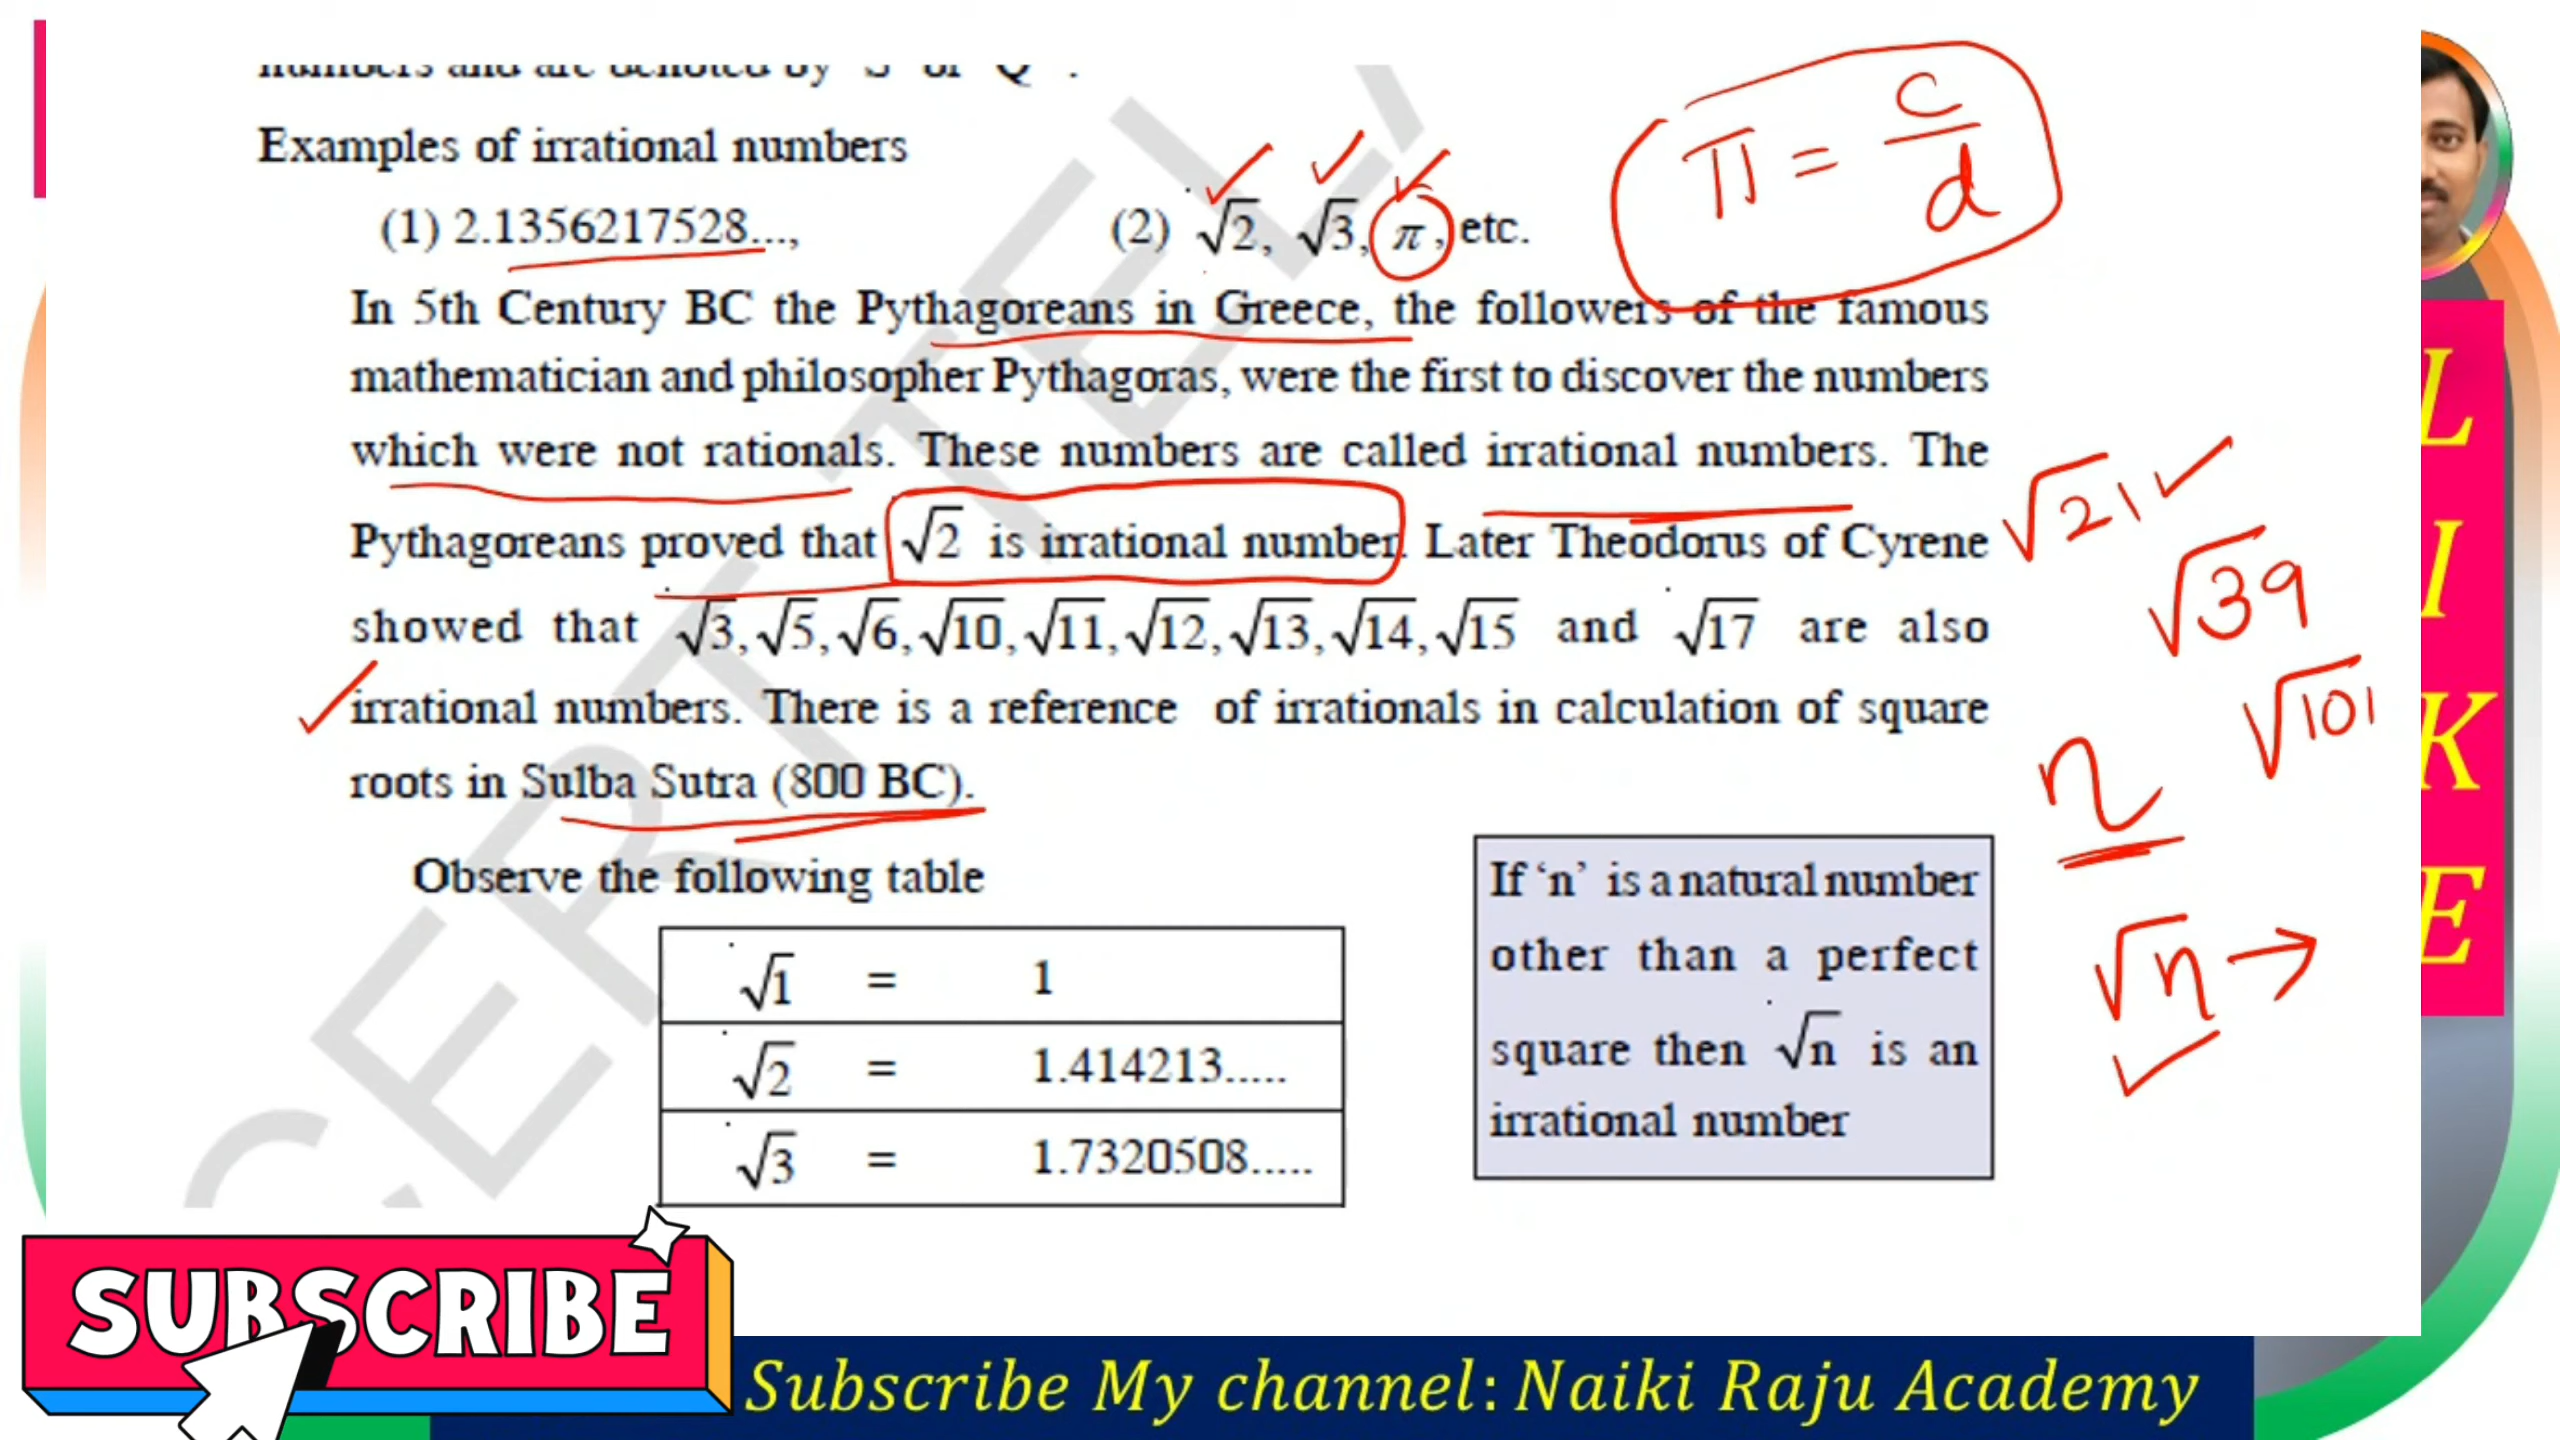 numbers and are denoted by 'S' or 'Q''.
Examples of irrational numbers
(1) 2.1356217528..., (2) √2, √3, π, etc.
π = c/d
In 5th Century BC the Pythagoreans in Greece, the followers of the famous
mathematician and philosopher Pythagoras, were the first to discover the numbers
which were not rationals. These numbers are called irrational numbers. The
Pythagoreans proved that √2 is irrational number. Later Theodorus of Cyrene
showed that √3, √5, √6, √10, √11, √12, √13, √14, √15 and √17 are also
irrational numbers. There is a reference of irrationals in calculation of square
roots in Sulba Sutra (800 BC).
√21
√39
√101
n
√n →
Observe the following table
√1 = 1
√2 = 1.414213.....
√3 = 1.7320508.....
If 'n' is a natural number
other than a perfect
square then √n is an
irrational number
L
I
K
E
SUBSCRIBE
Subscribe My channel: Naiki Raju Academy